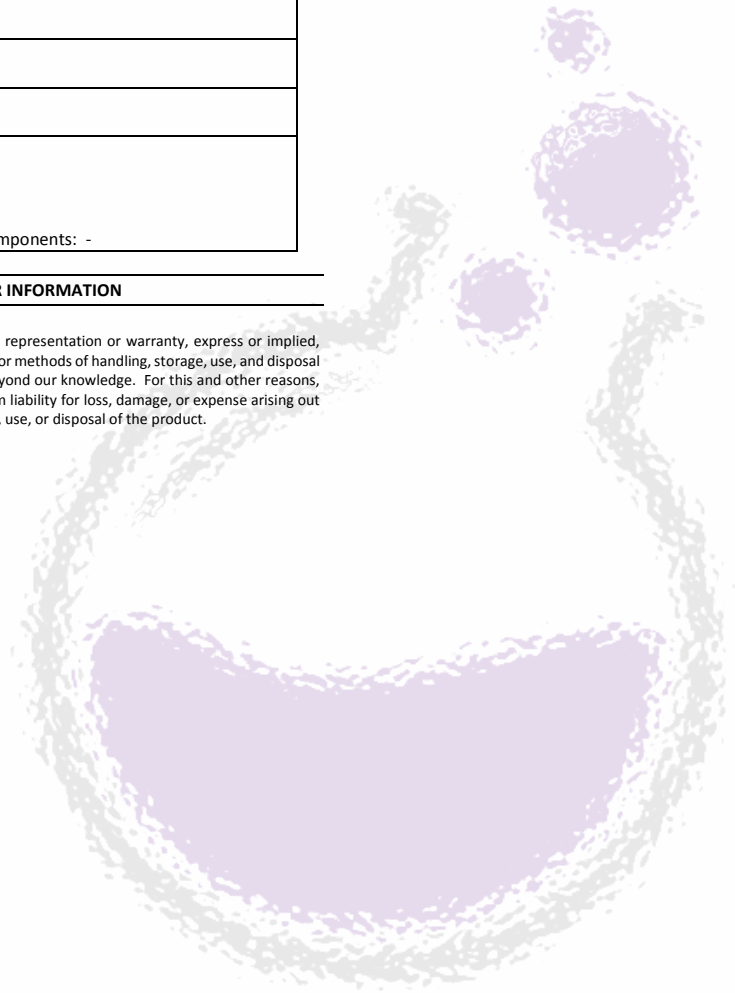 mponents: -
R INFORMATION
representation or warranty, express or implied,
or methods of handling, storage, use, and disposal
yond our knowledge. For this and other reasons,
m liability for loss, damage, or expense arising out
, use, or disposal of the product.